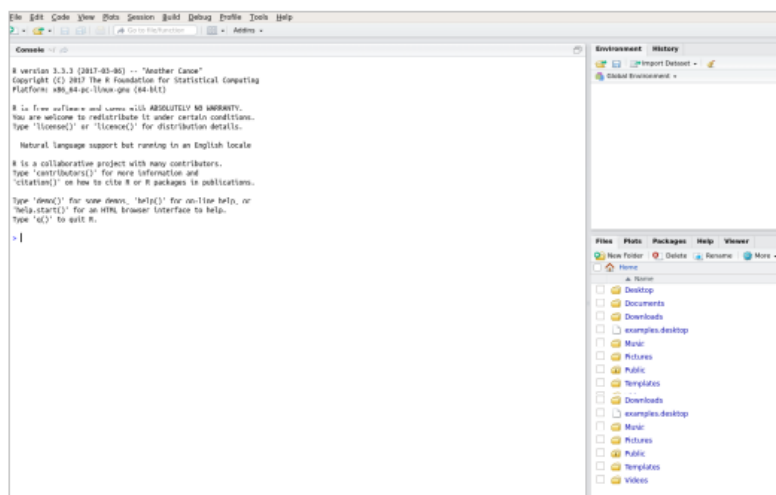 File Edit Code View Plots Session Build Debug Profile Tools Help
Go to file/function Addins
Console ~/
R version 3.3.3 (2017-03-06) -- "Another Canoe"
Copyright (C) 2017 The R Foundation for Statistical Computing
Platform: x86_64-pc-linux-gnu (64-bit)
R is free software and comes with ABSOLUTELY NO WARRANTY.
You are welcome to redistribute it under certain conditions.
Type 'license()' or 'licence()' for distribution details.
Natural language support but running in an English locale
R is a collaborative project with many contributors.
Type 'contributors()' for more information and
'citation()' on how to cite R or R packages in publications.
Type 'demo()' for some demos, 'help()' for on-line help, or
'help.start()' for an HTML browser interface to help.
Type 'q()' to quit R.
>
Environment History
Import Dataset
Global Environment
Files Plots Packages Help Viewer
New Folder Delete Rename More
Home
Name
Desktop
Documents
Downloads
examples.desktop
Music
Pictures
Public
Templates
Downloads
examples.desktop
Music
Pictures
Public
Templates
Videos